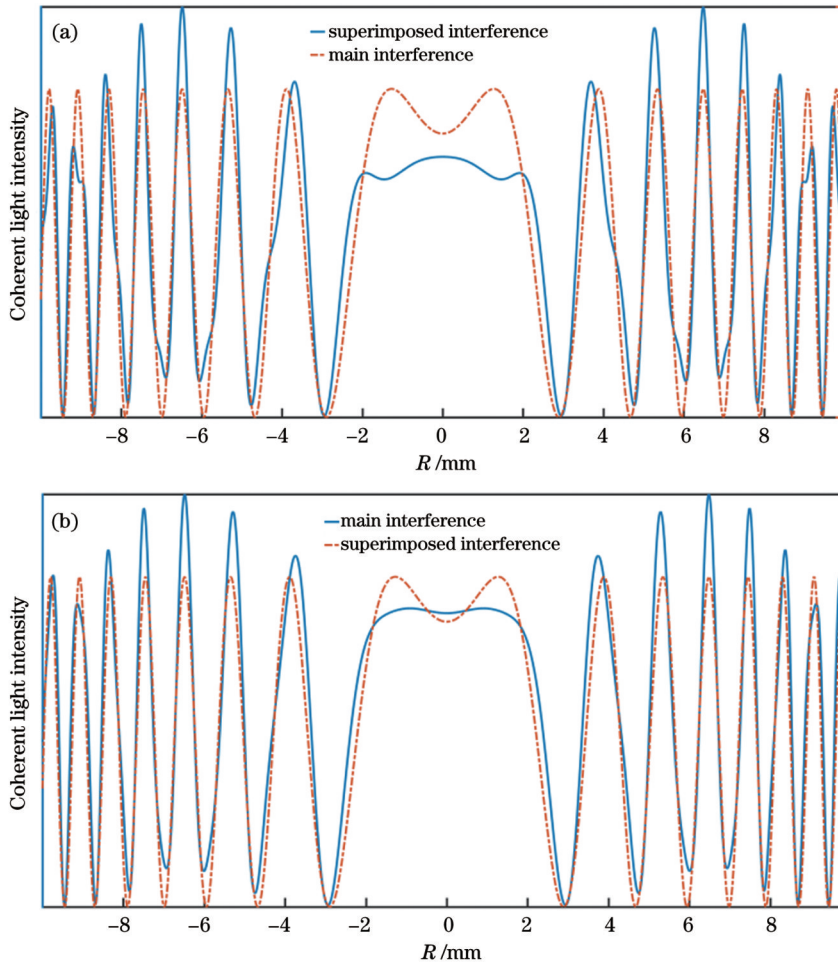 (a)
superimposed interference
main interference
Coherent light intensity
−8 −6 −4 −2 0 2 4 6 8
R /mm
(b)
main interference
superimposed interference
Coherent light intensity
−8 −6 −4 −2 0 2 4 6 8
R /mm